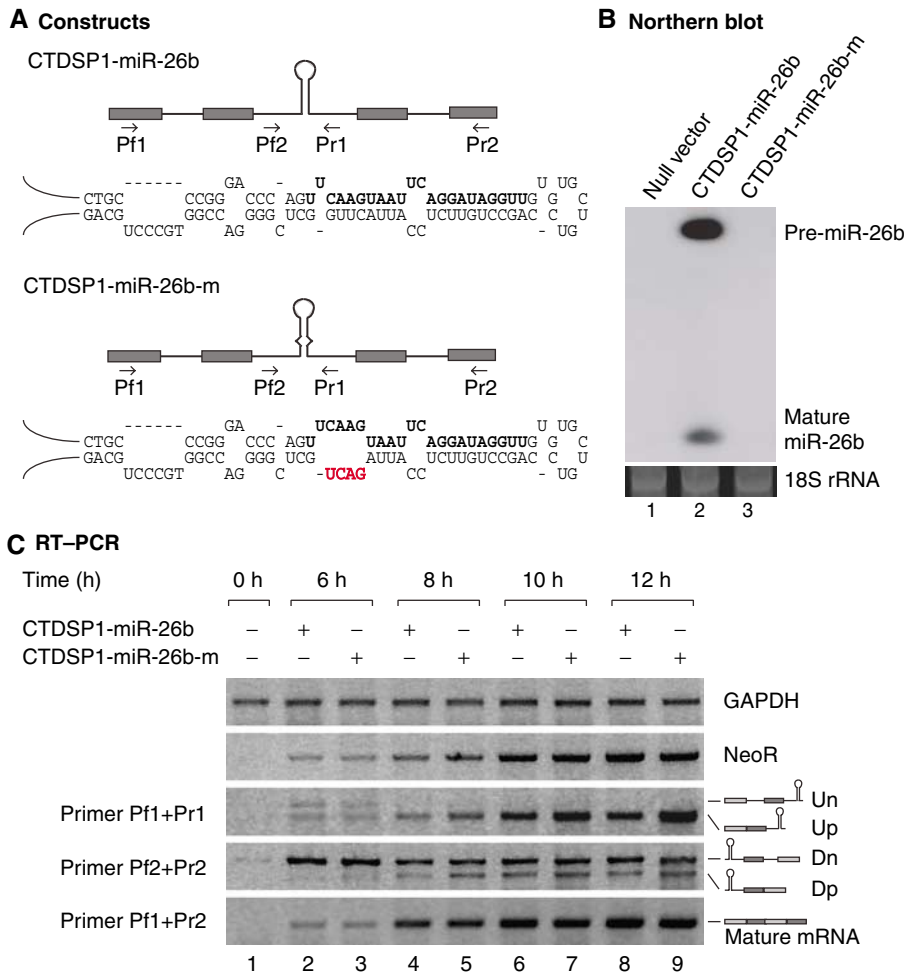 A Constructs
CTDSP1-miR-26b
Pf1 Pf2 Pr1 Pr2
- - - - - - GA - U UC U UG
CTGC CCGG CCC AGU CAAGUAAU AGGAUAGGUUG G C
GACG GGCC GGG UCG GUUCAUUA UCUUGUCCGAC C U
UCCCGT AG C - CC - UG
CTDSP1-miR-26b-m
Pf1 Pf2 Pr1 Pr2
- - - - - - GA - UCAAG UC U UG
CTGC CCGG CCC AGU UAAU AGGAUAGGUUG G C
GACG GGCC GGG UCG AUUA UCUUGUCCGAC C U
UCCCGT AG C -UCAG CC - UG
B Northern blot
Null vector
CTDSP1-miR-26b
CTDSP1-miR-26b-m
Pre-miR-26b
Mature
miR-26b
18S rRNA
1 2 3
C RT–PCR
Time (h) 0 h 6 h 8 h 10 h 12 h
CTDSP1-miR-26b – + – + – + – + –
CTDSP1-miR-26b-m – – + – + – + – +
GAPDH
NeoR
Primer Pf1+Pr1
Un
Up
Primer Pf2+Pr2
Dn
Dp
Primer Pf1+Pr2
Mature mRNA
1 2 3 4 5 6 7 8 9